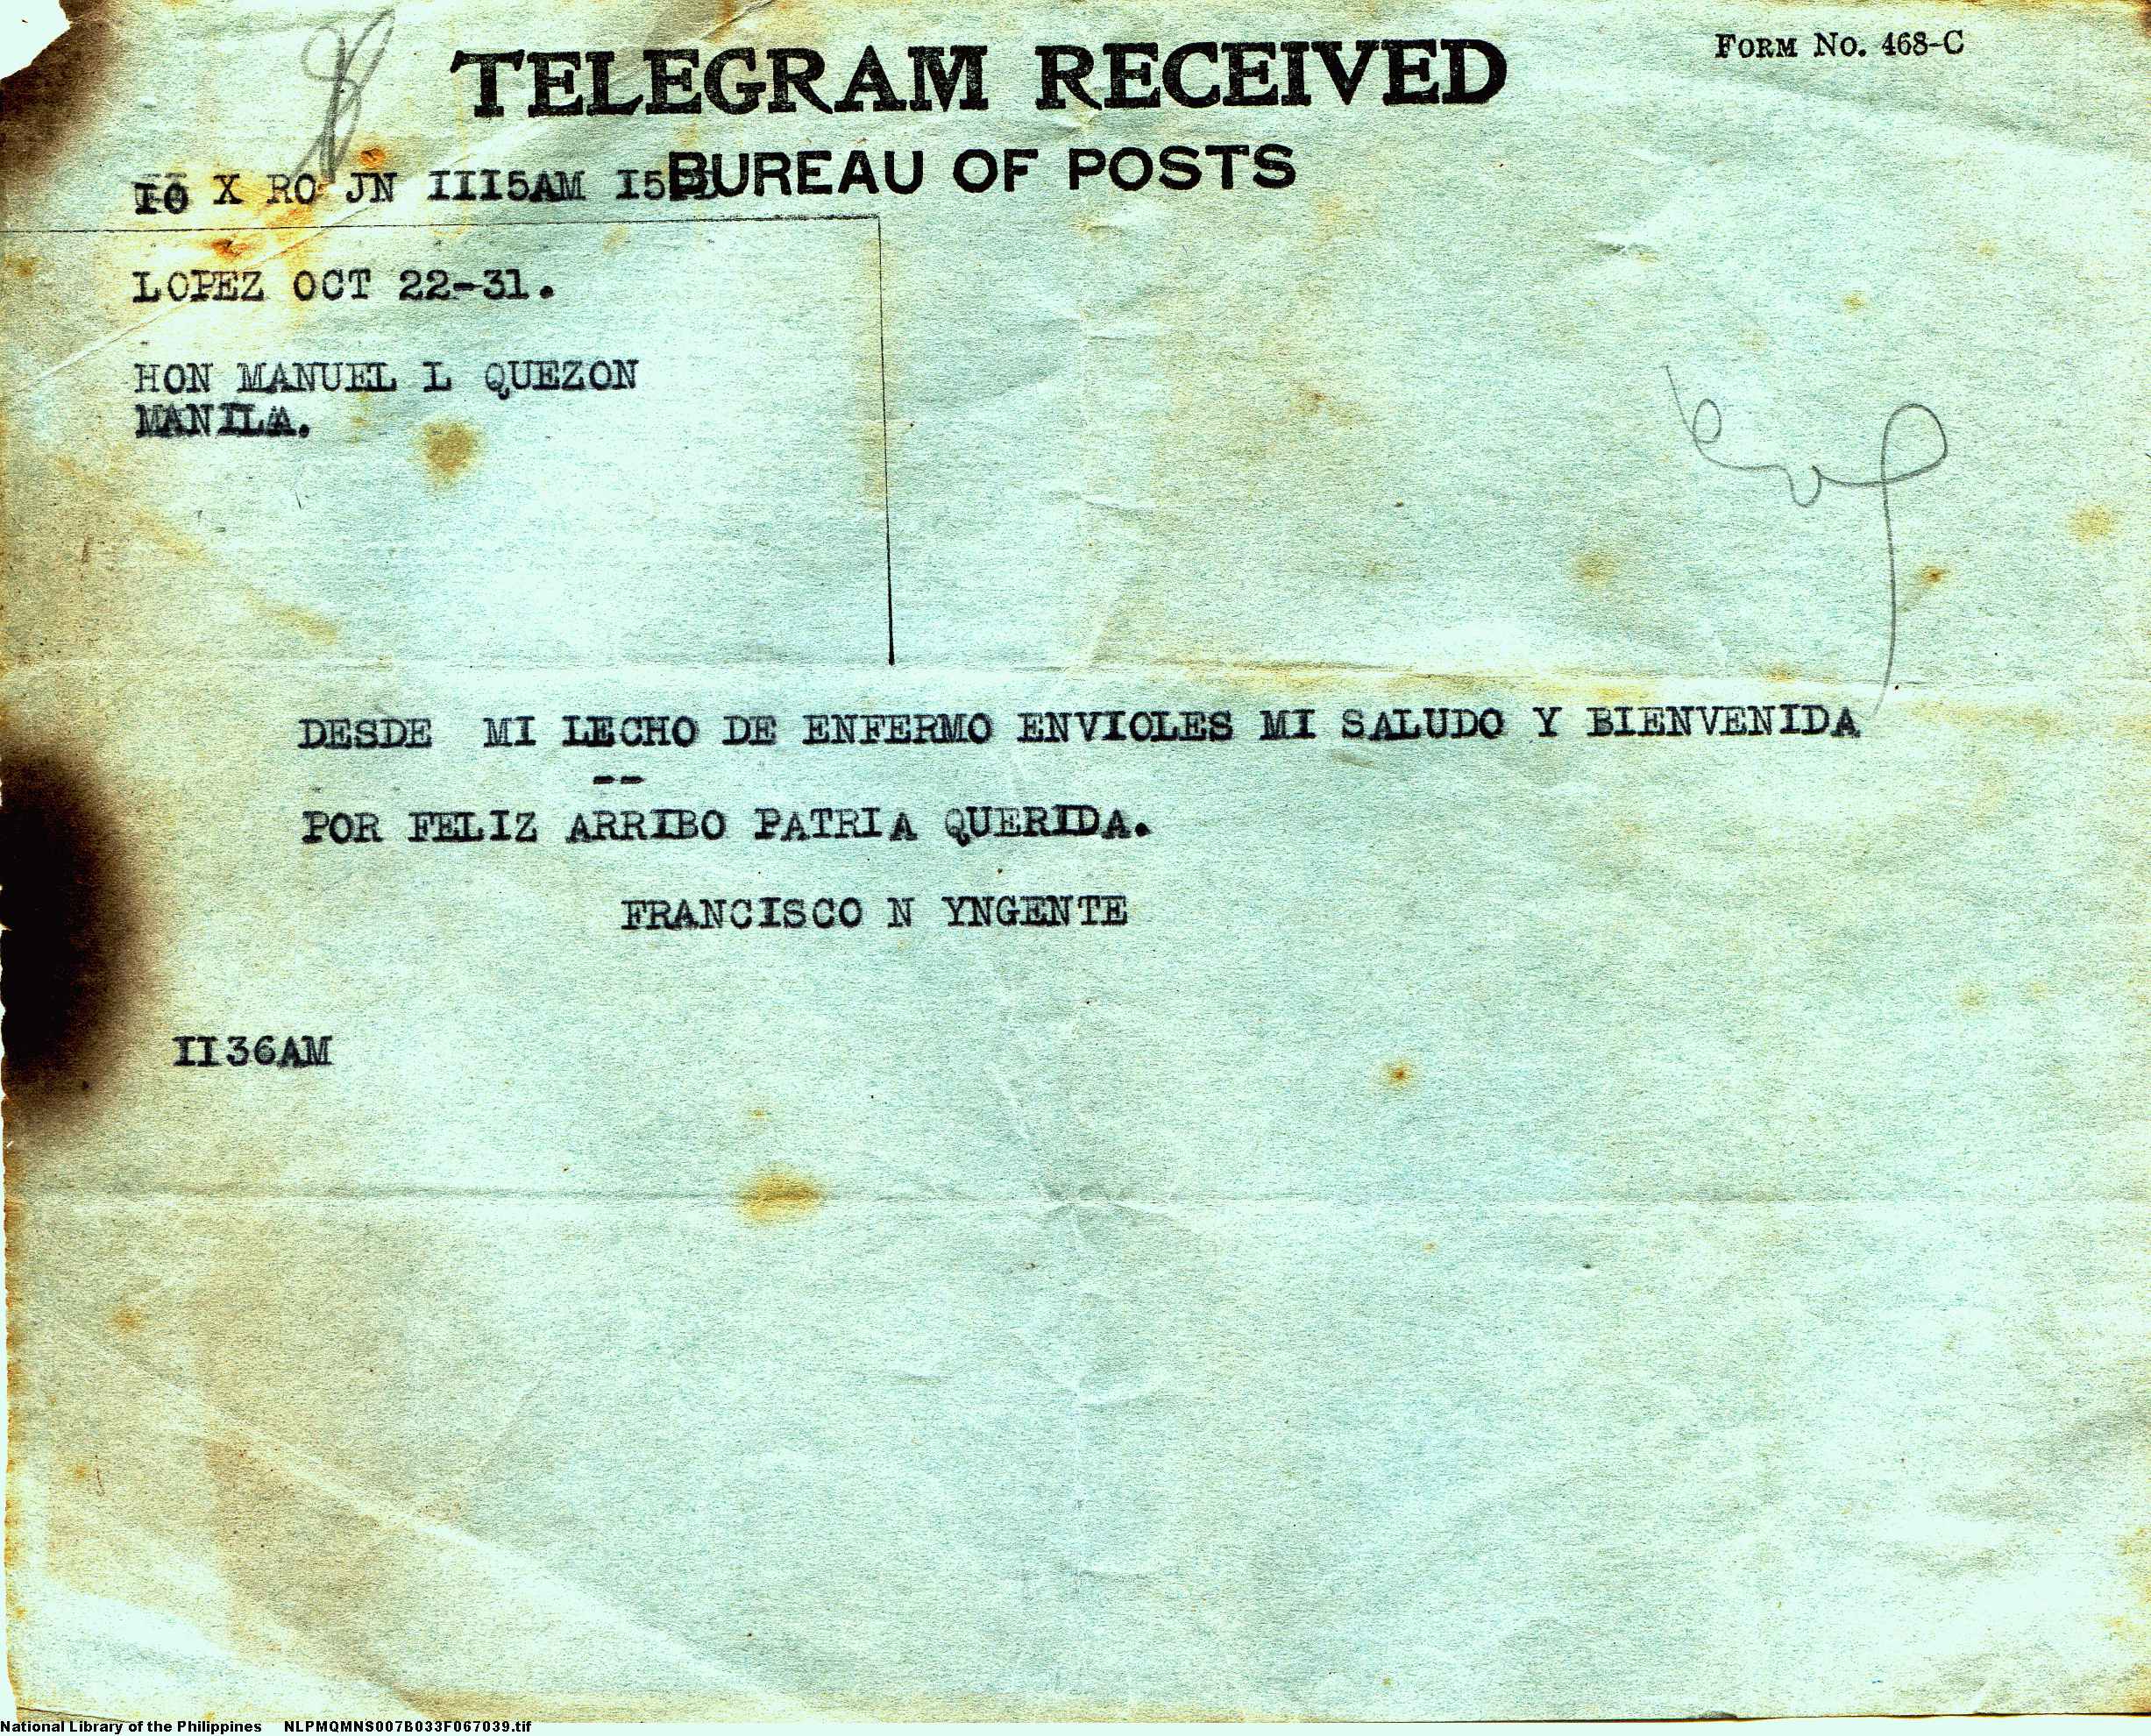 FORM NO. 468-C
TELEGRAM RECEIVED
BUREAU OF POSTS
X RO JN III5AM I5
LOPEZ OCT 22-31.
HON MANUEL L QUEZON
MANILA.
DESDE MI LECHO DE ENFERMO ENVIOLES MI SALUDO Y BIENVENIDA
--
POR FELIZ ARRIBO PATRIA QUERIDA.
FRANCISCO N YNGENTE
II36AM
National Library of the Philippines NLPMQMNS007B033F067039.tif